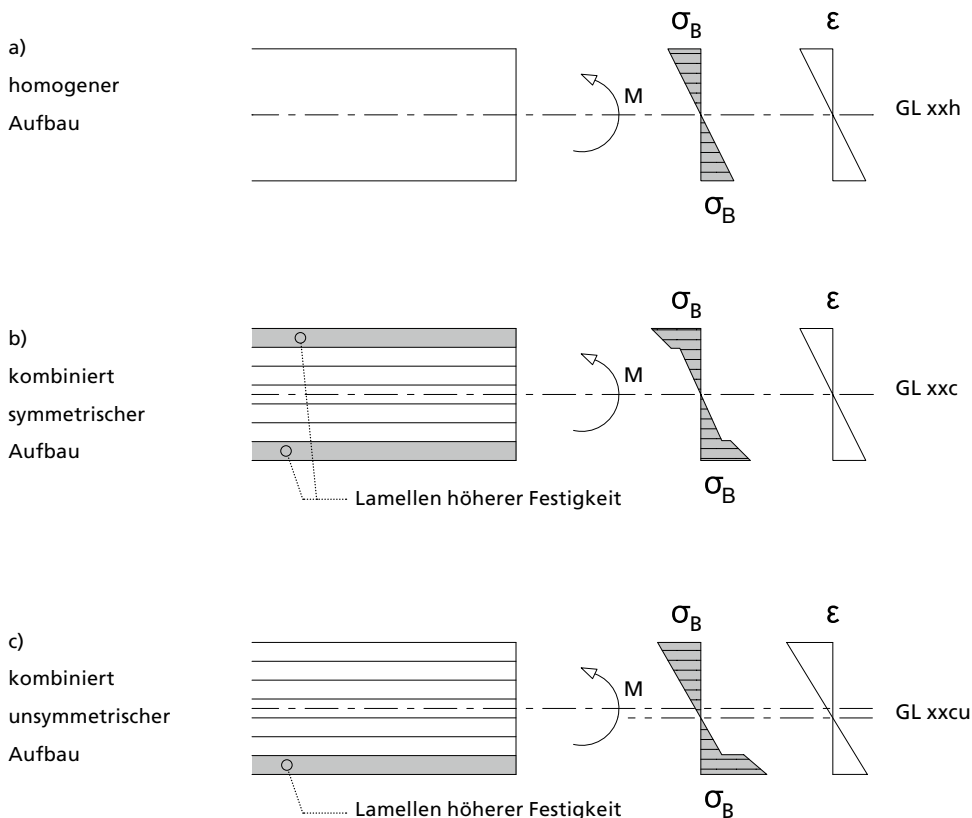 a)
homogener
Aufbau
σB
ε
M
GL xxh
σB
b)
kombiniert
symmetrischer
Aufbau
σB
ε
M
GL xxc
σB
Lamellen höherer Festigkeit
c)
kombiniert
unsymmetrischer
Aufbau
σB
ε
M
GL xxcu
σB
Lamellen höherer Festigkeit